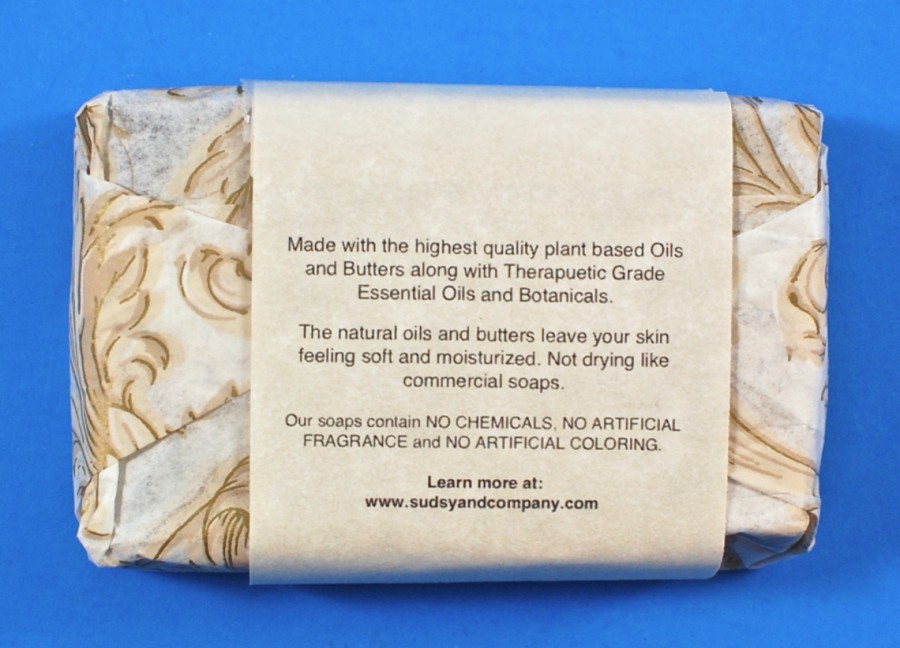 Made with the highest quality plant based Oils
and Butters along with Therapuetic Grade
Essential Oils and Botanicals.
The natural oils and butters leave your skin
feeling soft and moisturized. Not drying like
commercial soaps.
Our soaps contain NO CHEMICALS, NO ARTIFICIAL
FRAGRANCE and NO ARTIFICIAL COLORING.
Learn more at:
www.sudsyandcompany.com